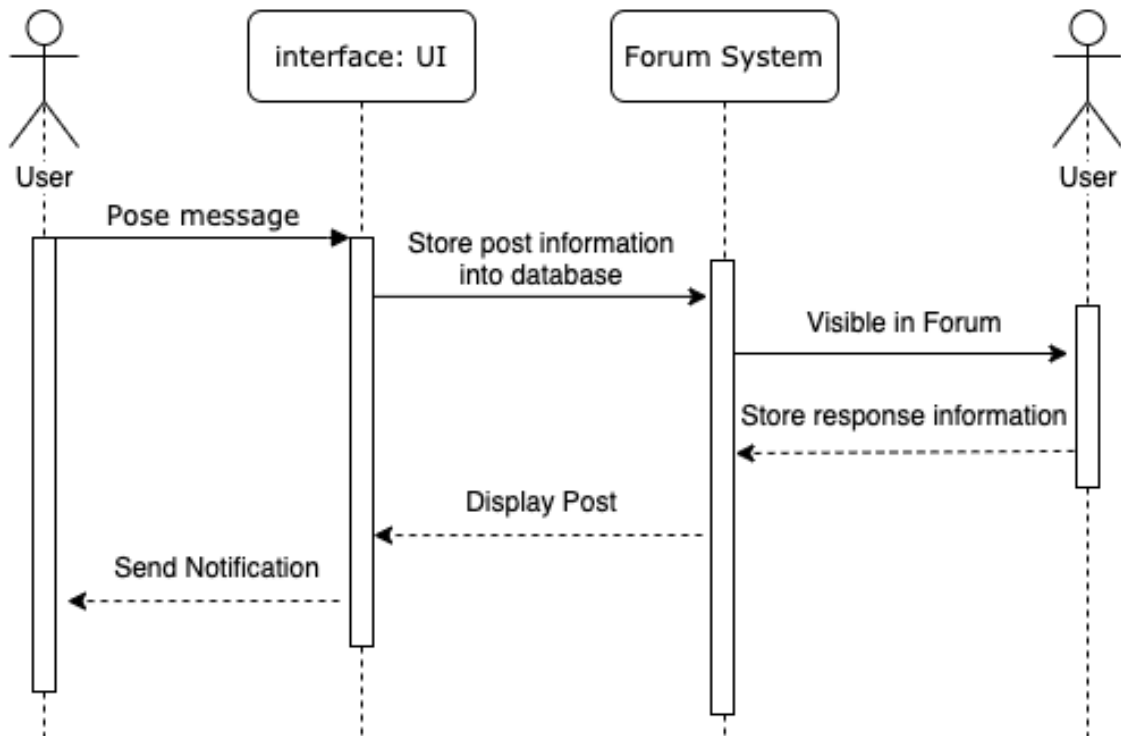 interface: UI
Forum System
User
User
Pose message
Store post information
into database
Visible in Forum
Store response information
Display Post
Send Notification